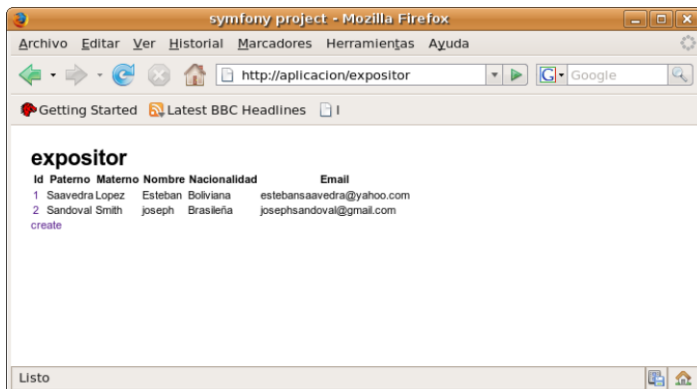 symfony project - Mozilla Firefox
Archivo Editar Ver Historial Marcadores Herramientas Ayuda
http://aplicacion/expositor G Google
Getting Started Latest BBC Headlines l
expositor
Id Paterno Materno Nombre Nacionalidad Email
1 Saavedra Lopez Esteban Boliviana estebansaavedra@yahoo.com
2 Sandoval Smith joseph Brasileña josephsandoval@gmail.com
create
Listo